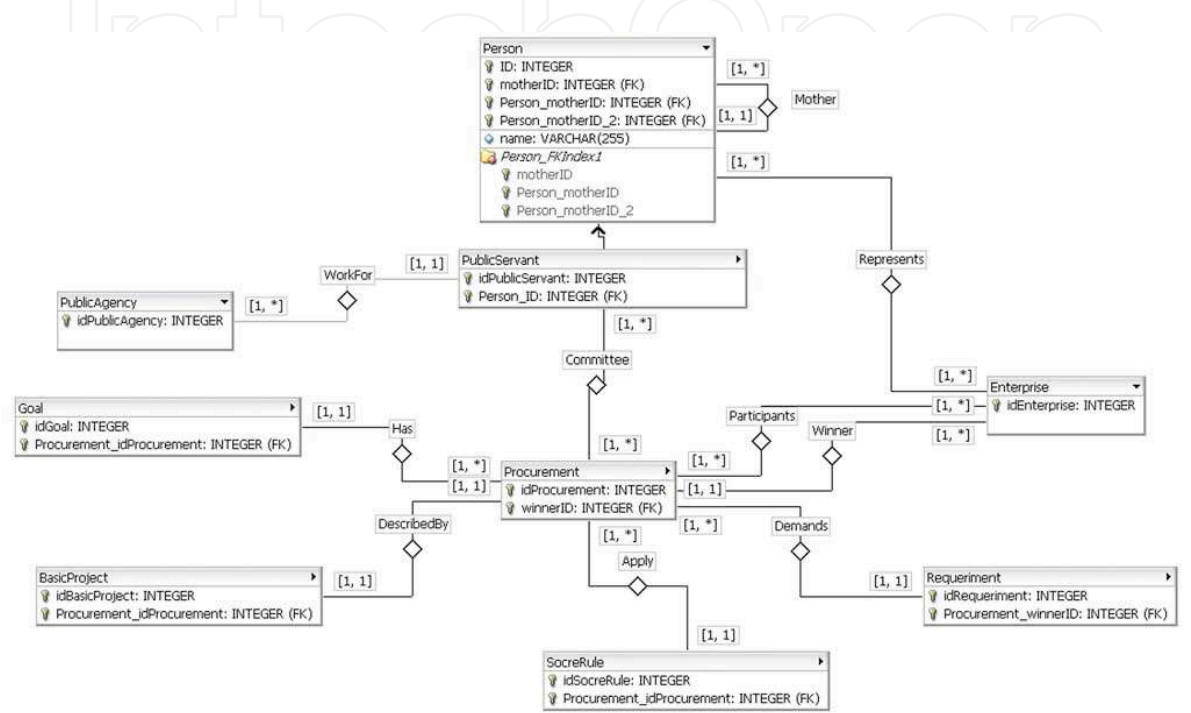 IntechOpen
Person
ID: INTEGER
motherID: INTEGER (FK)
Person_motherID: INTEGER (FK)
Person_motherID_2: INTEGER (FK)
name: VARCHAR(255)
Person_FKIndex1
motherID
Person_motherID
Person_motherID_2
[1, *]
Mother
[1, 1]
[1, *]
Represents
PublicServant
idPublicServant: INTEGER
Person_ID: INTEGER (FK)
[1, 1]
WorkFor
[1, *]
PublicAgency
idPublicAgency: INTEGER
[1, *]
Committee
[1, *]
[1, *]
Enterprise
idEnterprise: INTEGER
[1, *]
[1, *]
Participants
Winner
Goal
idGoal: INTEGER
Procurement_idProcurement: INTEGER (FK)
[1, 1]
Has
[1, *]
[1, 1]
Procurement
idProcurement: INTEGER
winnerID: INTEGER (FK)
[1, *]
[1, 1]
[1, *]
DescribedBy
Demands
[1, *]
Apply
BasicProject
idBasicProject: INTEGER
Procurement_idProcurement: INTEGER (FK)
[1, 1]
[1, 1]
Requeriment
idRequeriment: INTEGER
Procurement_winnerID: INTEGER (FK)
[1, 1]
SocreRule
idSocreRule: INTEGER
Procurement_idProcurement: INTEGER (FK)